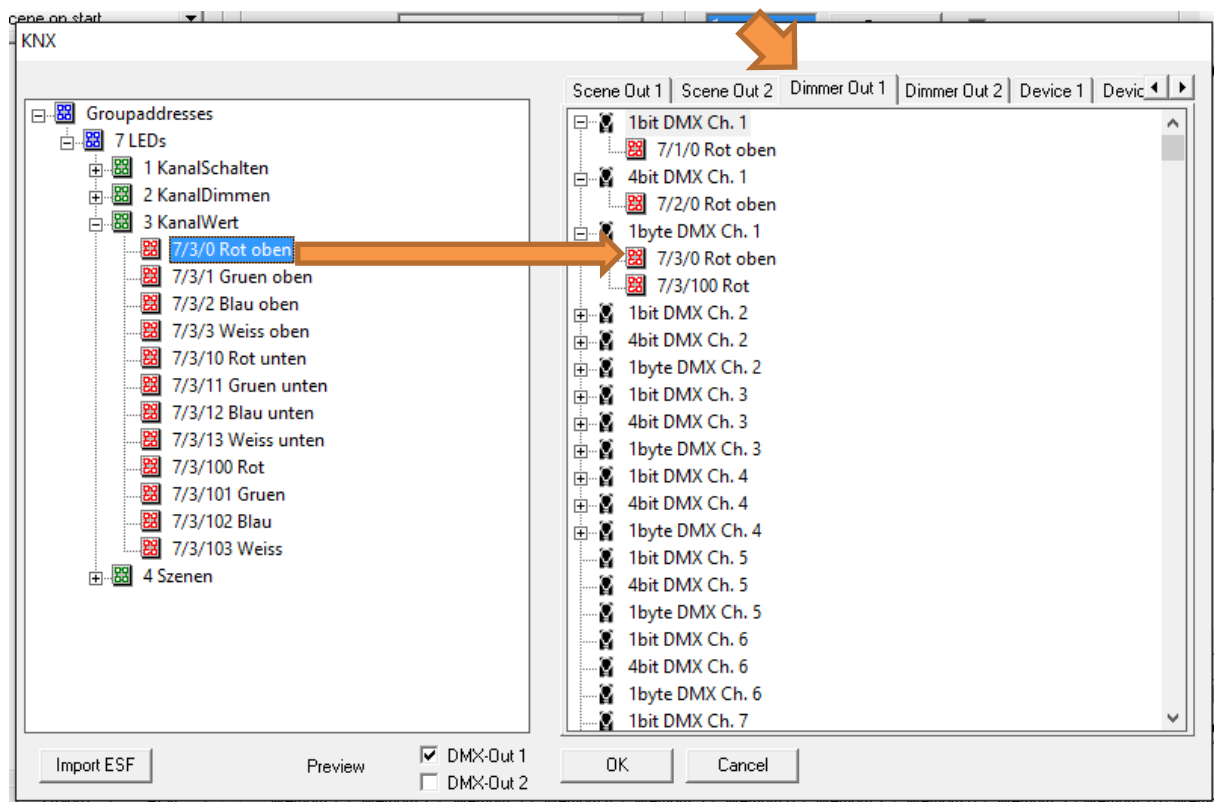 cene on start
KNX
Groupaddresses
7 LEDs
1 KanalSchalten
2 KanalDimmen
3 KanalWert
7/3/0 Rot oben
7/3/1 Gruen oben
7/3/2 Blau oben
7/3/3 Weiss oben
7/3/10 Rot unten
7/3/11 Gruen unten
7/3/12 Blau unten
7/3/13 Weiss unten
7/3/100 Rot
7/3/101 Gruen
7/3/102 Blau
7/3/103 Weiss
4 Szenen
Scene Out 1 Scene Out 2 Dimmer Out 1 Dimmer Out 2 Device 1 Devic
1bit DMX Ch. 1
7/1/0 Rot oben
4bit DMX Ch. 1
7/2/0 Rot oben
1byte DMX Ch. 1
7/3/0 Rot oben
7/3/100 Rot
1bit DMX Ch. 2
4bit DMX Ch. 2
1byte DMX Ch. 2
1bit DMX Ch. 3
4bit DMX Ch. 3
1byte DMX Ch. 3
1bit DMX Ch. 4
4bit DMX Ch. 4
1byte DMX Ch. 4
1bit DMX Ch. 5
4bit DMX Ch. 5
1byte DMX Ch. 5
1bit DMX Ch. 6
4bit DMX Ch. 6
1byte DMX Ch. 6
1bit DMX Ch. 7
Import ESF
Preview
DMX-Out 1
DMX-Out 2
OK
Cancel